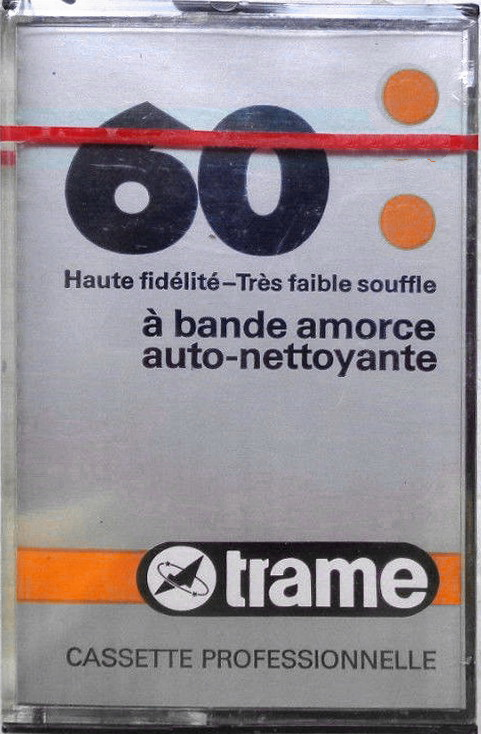 60
Haute fidélité–Très faible souffle
à bande amorce
auto-nettoyante
trame
CASSETTE PROFESSIONNELLE